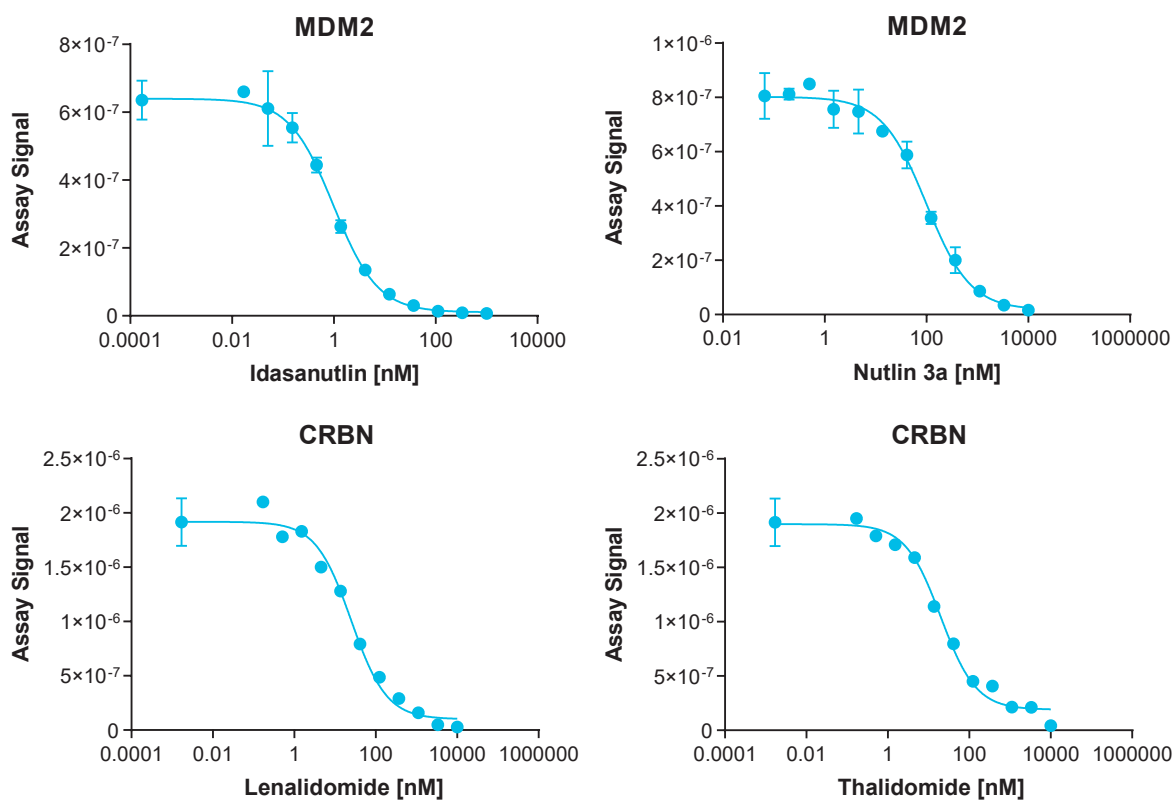 MDM2
8×10⁻⁷
6×10⁻⁷
4×10⁻⁷
2×10⁻⁷
0
Assay Signal
0.0001 0.01 1 100 10000
Idasanutlin [nM]
MDM2
1×10⁻⁶
8×10⁻⁷
6×10⁻⁷
4×10⁻⁷
2×10⁻⁷
0
Assay Signal
0.01 1 100 10000 1000000
Nutlin 3a [nM]
CRBN
2.5×10⁻⁶
2×10⁻⁶
1.5×10⁻⁶
1×10⁻⁶
5×10⁻⁷
0
Assay Signal
0.0001 0.01 1 100 10000 1000000
Lenalidomide [nM]
CRBN
2.5×10⁻⁶
2×10⁻⁶
1.5×10⁻⁶
1×10⁻⁶
5×10⁻⁷
0
Assay Signal
0.0001 0.01 1 100 10000 1000000
Thalidomide [nM]